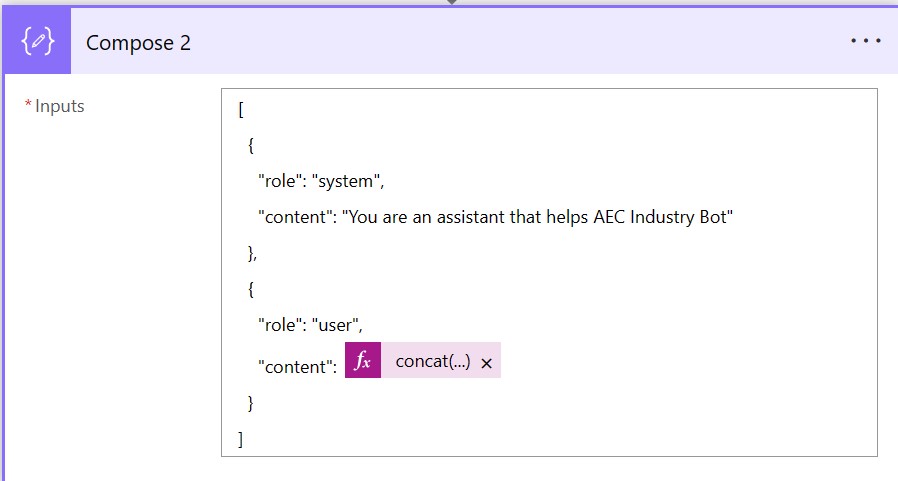 Compose 2
...
*Inputs
[
{
"role": "system",
"content": "You are an assistant that helps AEC Industry Bot"
},
{
"role": "user",
"content": fx concat(...) ×
}
]